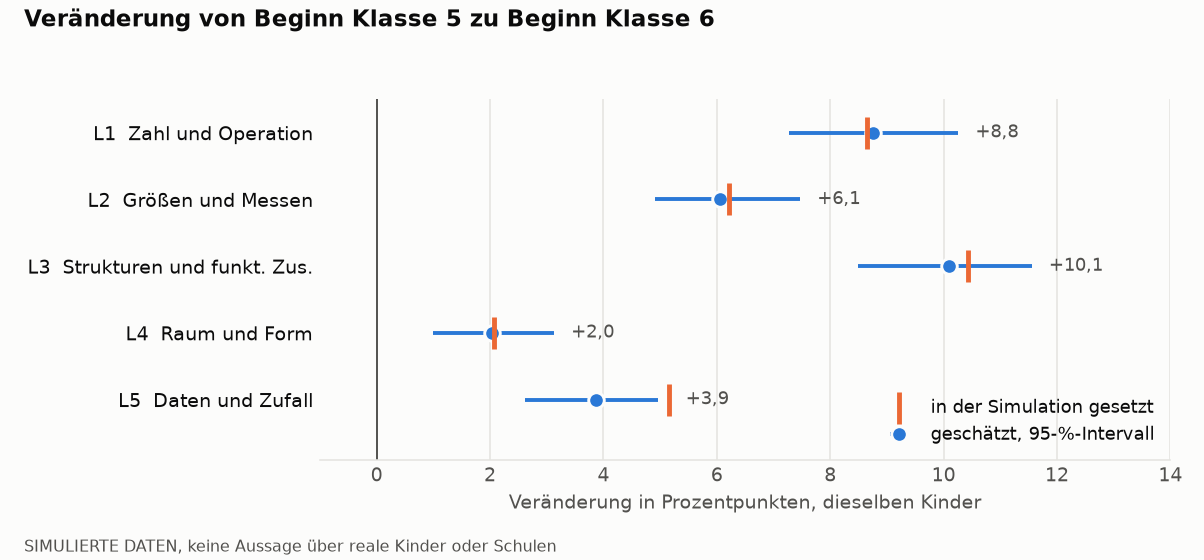 Veränderung von Beginn Klasse 5 zu Beginn Klasse 6
L1 Zahl und Operation
+8,8
L2 Größen und Messen
+6,1
L3 Strukturen und funkt. Zus.
+10,1
L4 Raum und Form
+2,0
L5 Daten und Zufall
+3,9
in der Simulation gesetzt
geschätzt, 95-%-Intervall
0 2 4 6 8 10 12 14
Veränderung in Prozentpunkten, dieselben Kinder
SIMULIERTE DATEN, keine Aussage über reale Kinder oder Schulen